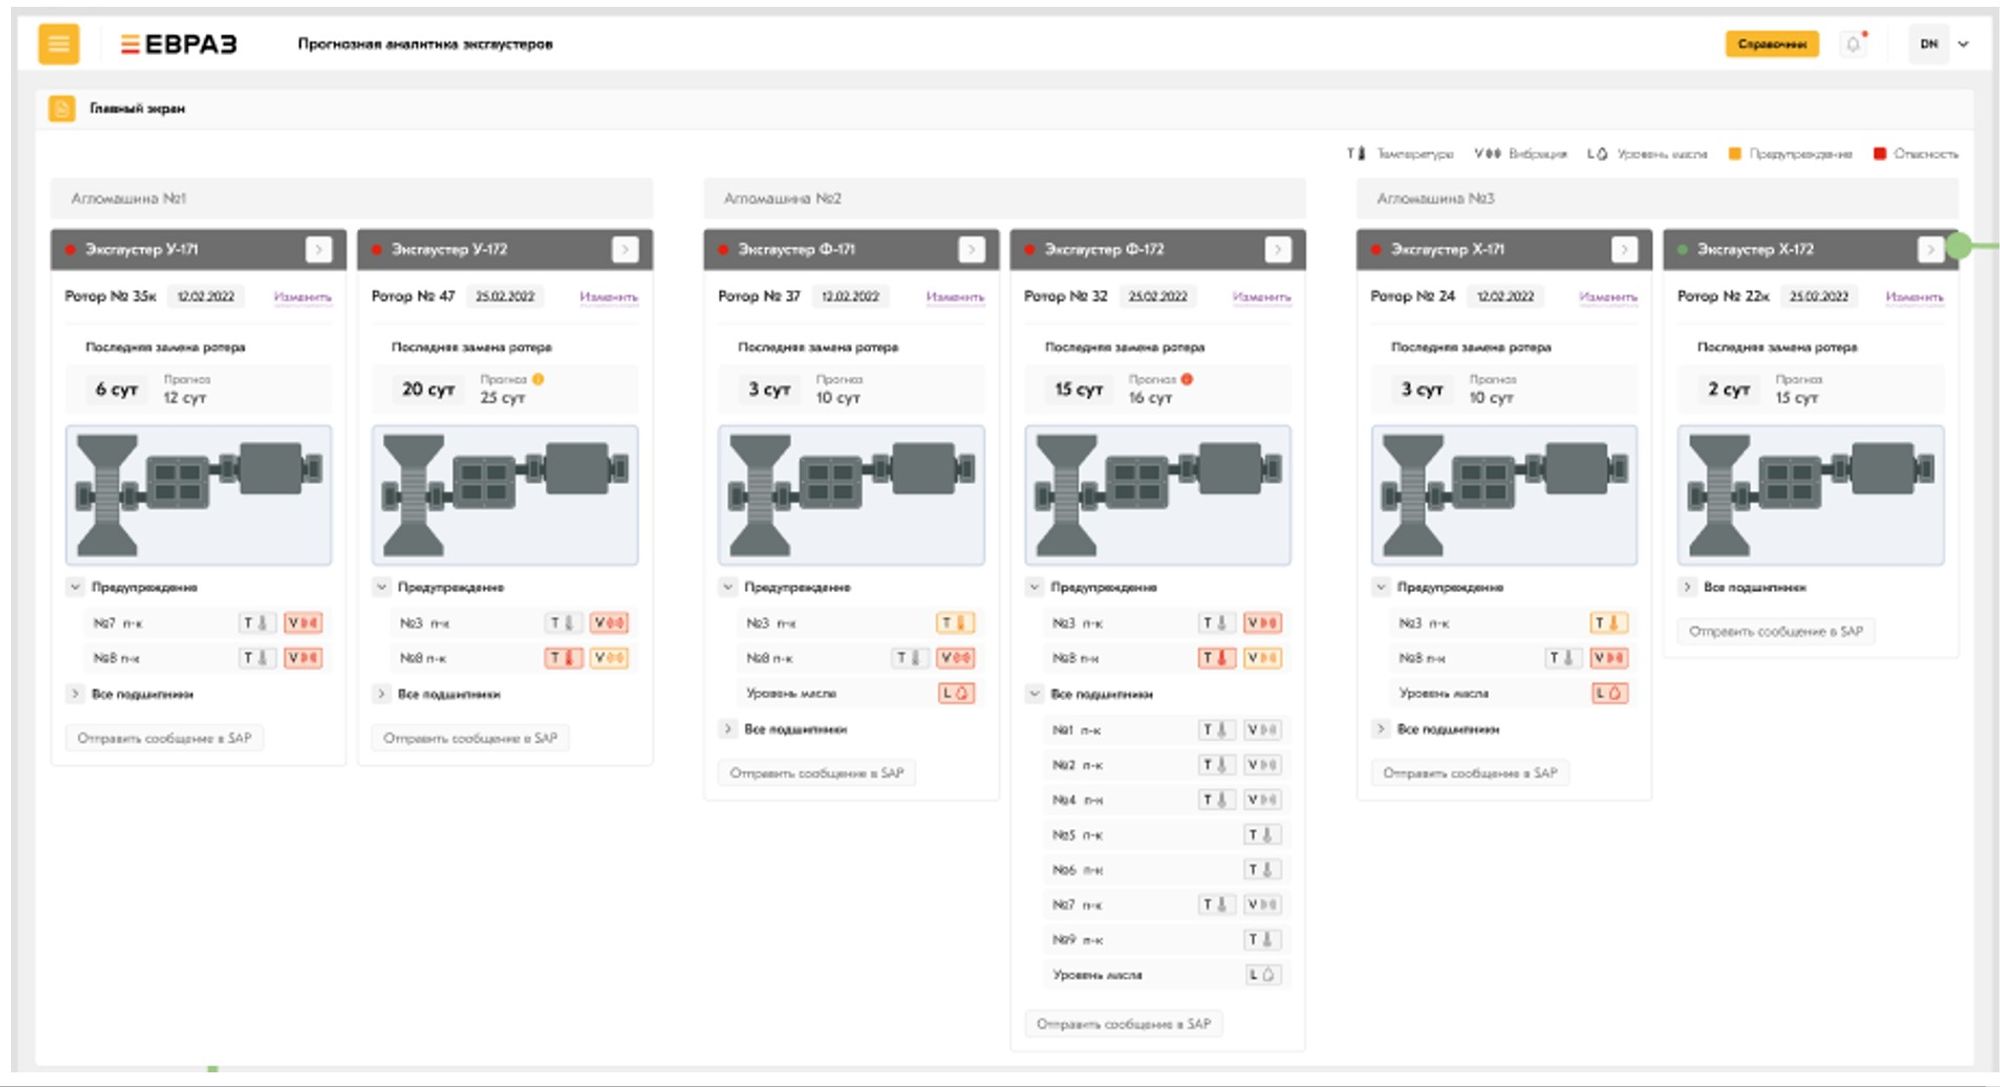 ЕВРАЗ
Прогнозная аналитика эксгаустеров
Справочник
DN
Главный экран
T Температура V Вибрация L Уровень масла Предупреждение Опасность
Агломашина №1
Эксгаустер У-171
Ротор № 35к 12.02.2022 Изменить
Последняя замена ротера
6 сут
Прогноз
12 сут
Предупреждение
№7 п-к T V
№8 п-к T V
Все подшипники
Отправить сообщение в SAP
Эксгаустер У-172
Ротор № 47 25.02.2022 Изменить
Последняя замена ротера
20 сут
Прогноз
25 сут
Предупреждение
№3 п-к T V
№8 п-к T V
Все подшипники
Отправить сообщение в SAP
Агломашина №2
Эксгаустер Ф-171
Ротор № 37 12.02.2022 Изменить
Последняя замена ротера
3 сут
Прогноз
10 сут
Предупреждение
№3 п-к T
№8 п-к T V
Уровень масла L
Все подшипники
Отправить сообщение в SAP
Эксгаустер Ф-172
Ротор № 32 25.02.2022 Изменить
Последняя замена ротера
15 сут
Прогноз
16 сут
Предупреждение
№3 п-к T V
№8 п-к T V
Все подшипники
№1 п-к T V
№2 п-к T V
№4 п-к T V
№5 п-к T
№6 п-к T
№7 п-к T V
№9 п-к T
Уровень масла L
Отправить сообщение в SAP
Агломашина №3
Эксгаустер Х-171
Ротор № 24 12.02.2022 Изменить
Последняя замена ротера
3 сут
Прогноз
10 сут
Предупреждение
№3 п-к T
№8 п-к T V
Уровень масла L
Все подшипники
Отправить сообщение в SAP
Эксгаустер Х-172
Ротор № 22к 25.02.2022 Изменить
Последняя замена ротера
2 сут
Прогноз
15 сут
Все подшипники
Отправить сообщение в SAP